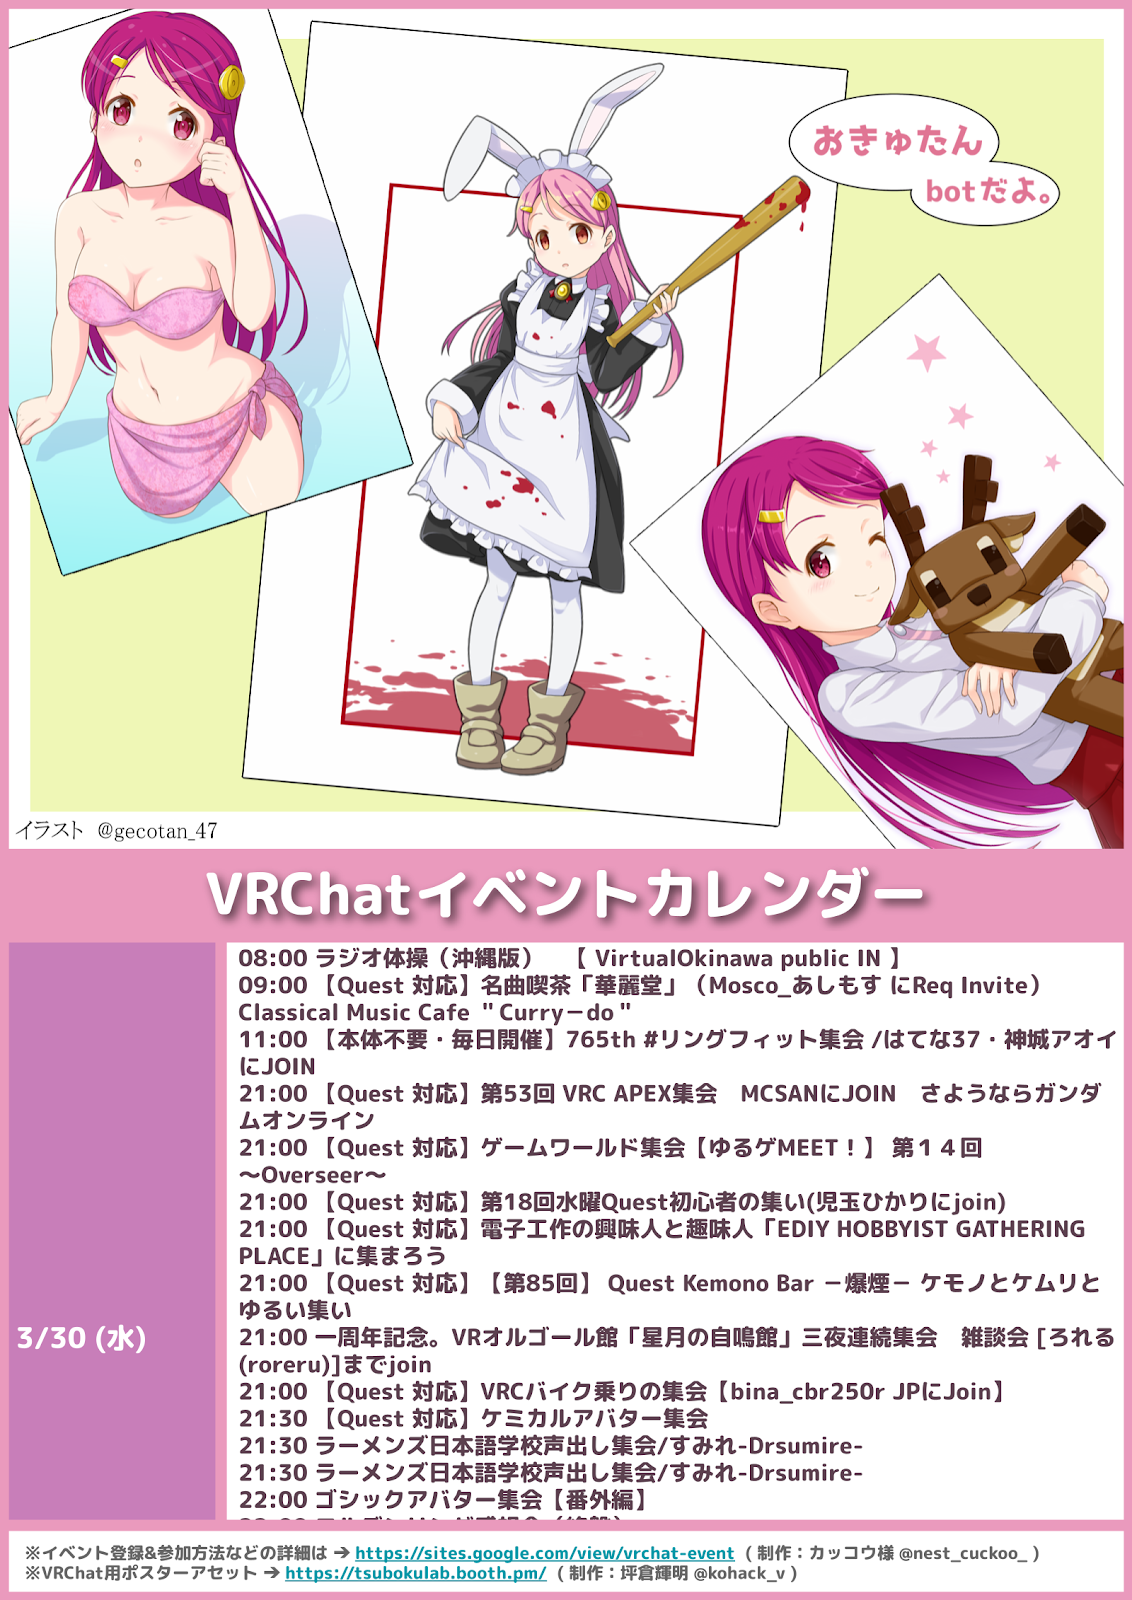 おきゅたん
botだよ。
イラスト　@gecotan_47
VRChatイベントカレンダー
3/30 (水)
08:00 ラジオ体操（沖縄版）　【 VirtualOkinawa public IN 】
09:00 【Quest 対応】名曲喫茶「華麗堂」（Mosco_あしもす にReq Invite）
Classical Music Cafe ＂Curry－do＂
11:00 【本体不要・毎日開催】765th #リングフィット集会 /はてな37・神城アオイ
にJOIN
21:00 【Quest 対応】第53回 VRC APEX集会　MCSANにJOIN　さようならガンダ
ムオンライン
21:00 【Quest 対応】ゲームワールド集会【ゆるゲMEET！】 第１４回
〜Overseer〜
21:00 【Quest 対応】第18回水曜Quest初心者の集い(児玉ひかりにjoin)
21:00 【Quest 対応】電子工作の興味人と趣味人「EDIY HOBBYIST GATHERING
PLACE」に集まろう
21:00 【Quest 対応】【第85回】 Quest Kemono Bar －爆煙－ ケモノとケムリと
ゆるい集い
21:00 一周年記念。VRオルゴール館「星月の自鳴館」三夜連続集会　雑談会 [ろれる
(roreru)]までjoin
21:00 【Quest 対応】VRCバイク乗りの集会【bina_cbr250r JPにJoin】
21:30 【Quest 対応】ケミカルアバター集会
21:30 ラーメンズ日本語学校声出し集会/すみれ-Drsumire-
21:30 ラーメンズ日本語学校声出し集会/すみれ-Drsumire-
22:00 ゴシックアバター集会【番外編】
※イベント登録&参加方法などの詳細は → https://sites.google.com/view/vrchat-event （ 制作：カッコウ様 @nest_cuckoo_ ）
※VRChat用ポスターアセット → https://tsubokulab.booth.pm/ （ 制作：坪倉輝明 @kohack_v ）